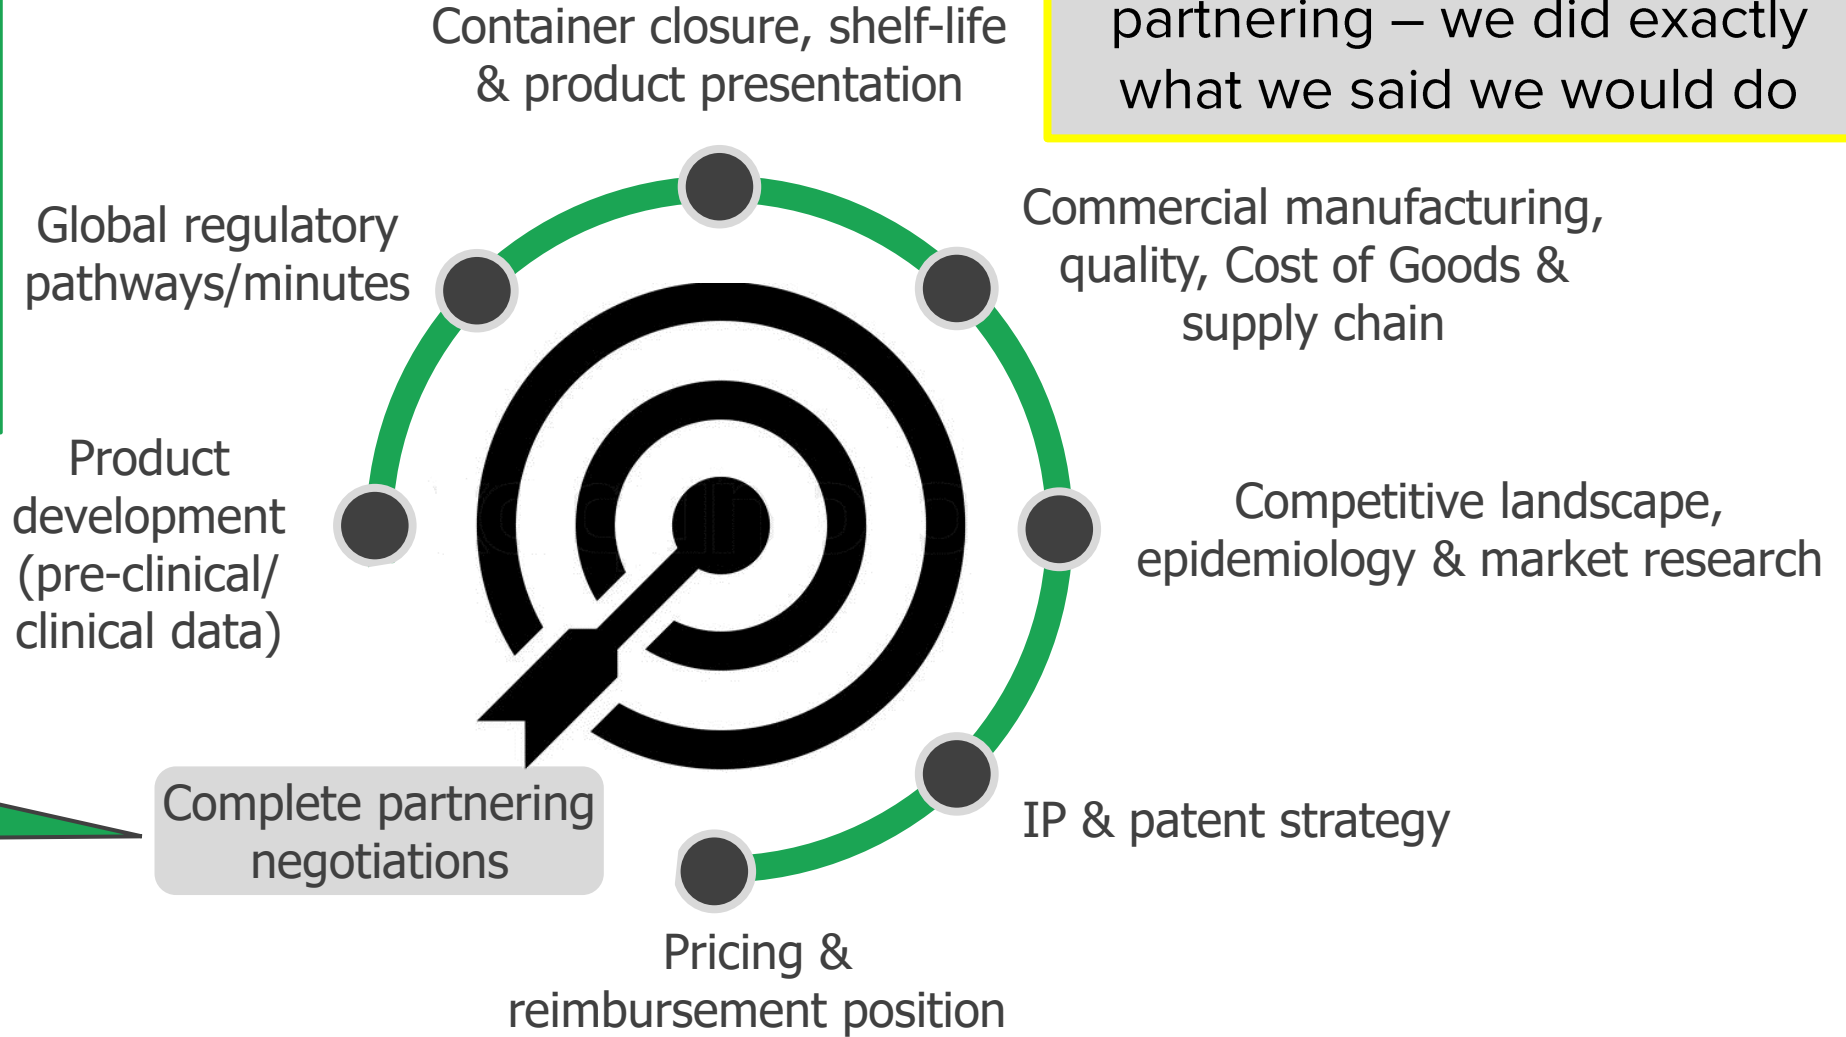 Container closure, shelf-life
& product presentation
partnering – we did exactly
what we said we would do
Global regulatory
pathways/minutes
Commercial manufacturing,
quality, Cost of Goods &
supply chain
Product
development
(pre-clinical/
clinical data)
Competitive landscape,
epidemiology & market research
Complete partnering
negotiations
IP & patent strategy
Pricing &
reimbursement position